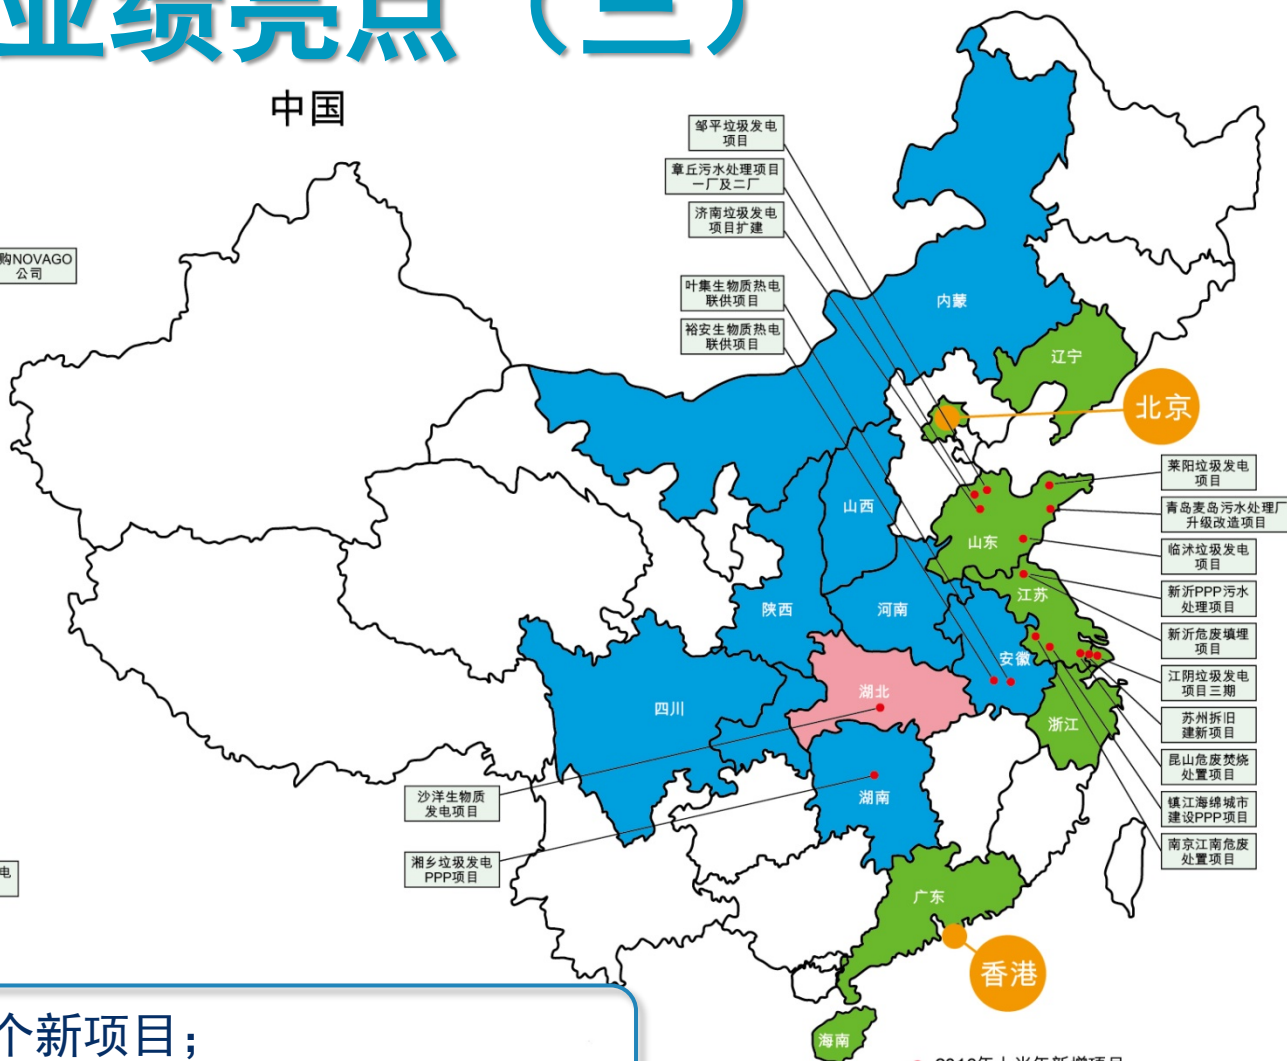 业绩亮点（三）
中国
购NOVAGO
公司
邹平垃圾发电
项目
章丘污水处理项目
一厂及二厂
济南垃圾发电
项目扩建
叶集生物质热电
联供项目
裕安生物质热电
联供项目
内蒙
辽宁
北京
山西
山东
陕西
河南
江苏
安徽
湖北
四川
浙江
湖南
广东
香港
海南
莱阳垃圾发电
项目
青岛麦岛污水处理厂
升级改造项目
临沭垃圾发电
项目
新沂PPP污水
处理项目
新沂危废填埋
项目
江阴垃圾发电
项目三期
苏州拆旧
建新项目
昆山危废焚烧
处置项目
镇江海绵城市
建设PPP项目
南京江南危废
处置项目
沙洋生物质
发电项目
湘乡垃圾发电
PPP项目
电
个新项目；